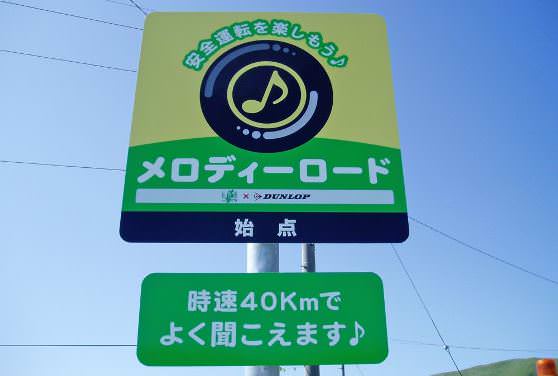 安全運転を楽しもう♪
メロディーロード
× DUNLOP
始点
時速40Kmで
よく聞こえます♪